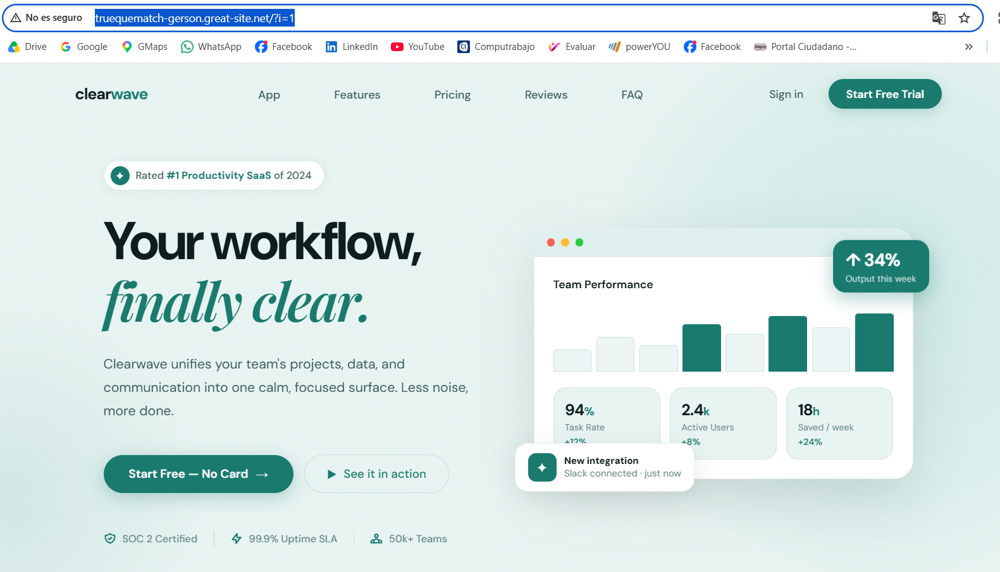 No es seguro
truequematch-gerson.great-site.net/?i=1
Drive
Google
GMaps
WhatsApp
Facebook
LinkedIn
YouTube
Computrabajo
Evaluar
powerYOU
Facebook
Portal Ciudadano -...
clearwave
App
Features
Pricing
Reviews
FAQ
Sign in
Start Free Trial
Rated #1 Productivity SaaS of 2024
Your workflow,
finally clear.
Clearwave unifies your team's projects, data, and
communication into one calm, focused surface. Less noise,
more done.
Start Free — No Card →
See it in action
SOC 2 Certified
99.9% Uptime SLA
50k+ Teams
↑ 34%
Output this week
Team Performance
94%
Task Rate
+12%
2.4k
Active Users
+8%
18h
Saved / week
+24%
New integration
Slack connected · just now